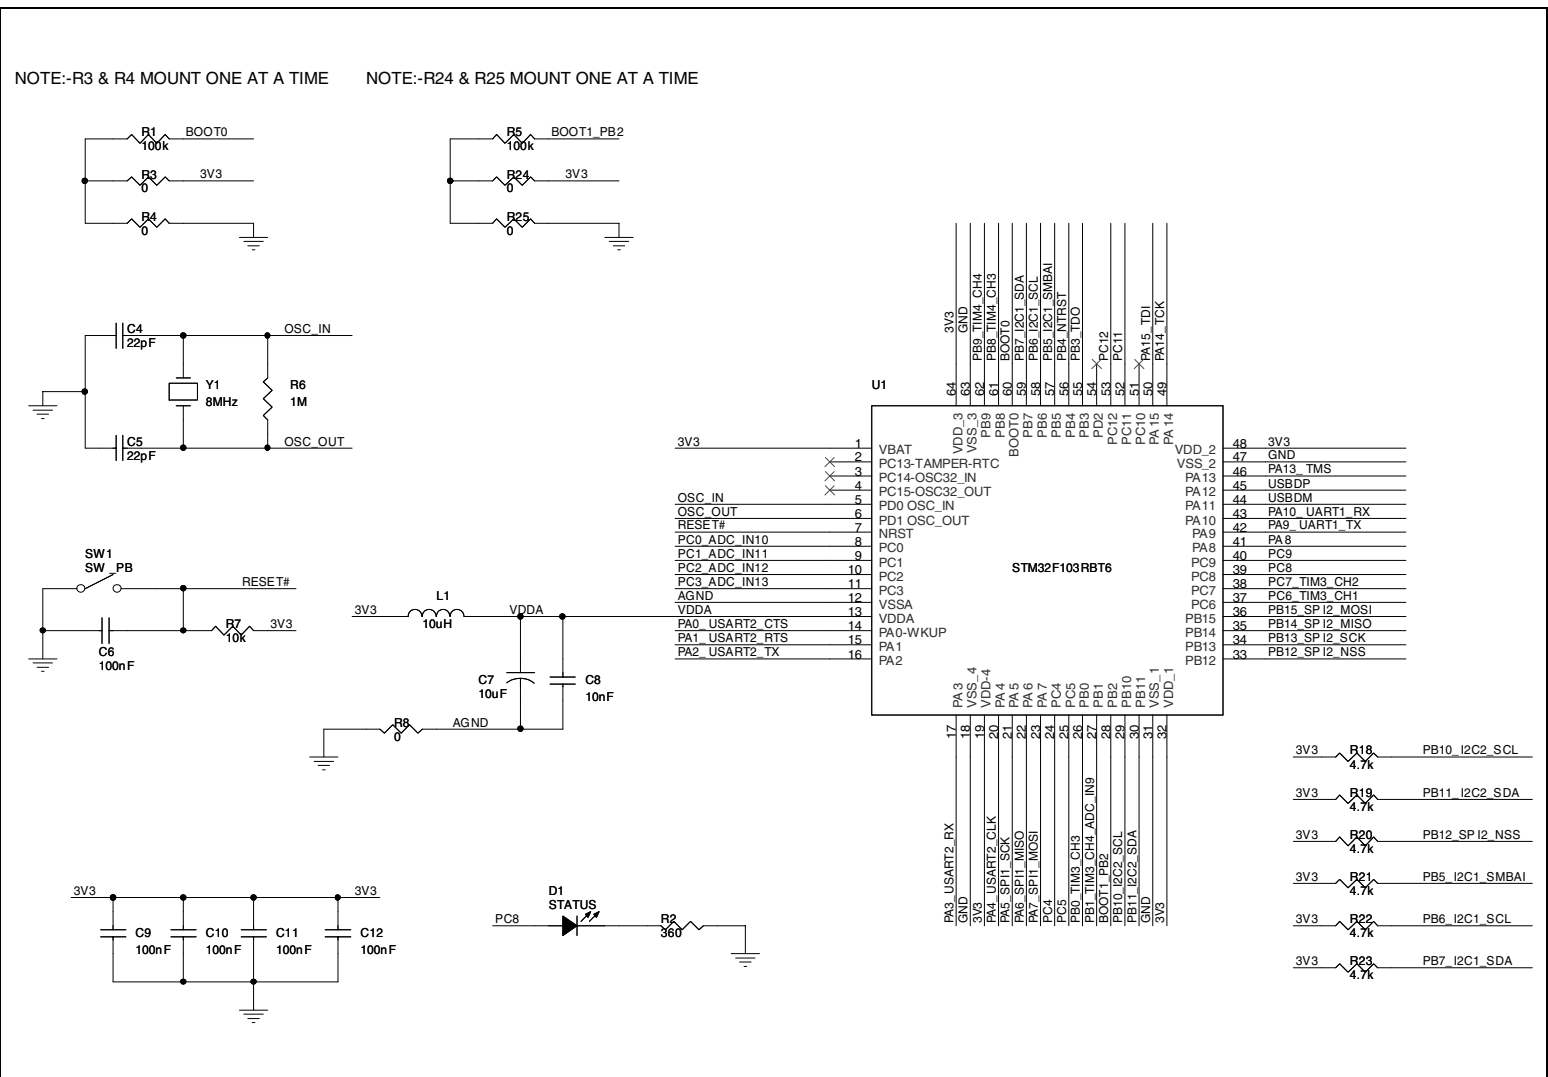 NOTE:-R3 & R4 MOUNT ONE AT A TIME
NOTE:-R24 & R25 MOUNT ONE AT A TIME
R1
100k
BOOT0
R3
0
3V3
R4
0
R5
100k
BOOT1_PB2
R24
0
3V3
R25
0
C4
22pF
OSC_IN
Y1
8MHz
R6
1M
C5
22pF
OSC_OUT
SW1
SW_PB
RESET#
R7
10k
3V3
C6
100nF
3V3
L1
10uH
VDDA
C7
10uF
C8
10nF
R8
0
AGND
3V3
3V3
C9
100nF
C10
100nF
C11
100nF
C12
100nF
D1
STATUS
PC8
R2
360
U1
STM32F103RBT6
3V3 1 VBAT
2 PC13-TAMPER-RTC
3 PC14-OSC32_IN
4 PC15-OSC32_OUT
OSC_IN 5 PD0 OSC_IN
OSC_OUT 6 PD1 OSC_OUT
RESET# 7 NRST
PC0_ADC_IN10 8 PC0
PC1_ADC_IN11 9 PC1
PC2_ADC_IN12 10 PC2
PC3_ADC_IN13 11 PC3
AGND 12 VSSA
VDDA 13 VDDA
PA0_USART2_CTS 14 PA0-WKUP
PA1_USART2_RTS 15 PA1
PA2_USART2_TX 16 PA2
PA3_USART2_RX 17 PA3
GND 18 VSS_4
3V3 19 VDD-4
PA4_USART2_CLK 20 PA4
PA5_SPI1_SCK 21 PA5
PA6_SPI1_MISO 22 PA6
PA7_SPI1_MOSI 23 PA7
PC4 24 PC4
PC5 25 PC5
PB0_TIM3_CH3 26 PB0
PB1_TIM3_CH4_ADC_IN9 27 PB1
BOOT1_PB2 28 PB2
PB10_I2C2_SCL 29 PB10
PB11_I2C2_SDA 30 PB11
GND 31 VSS_1
3V3 32 VDD_1
VDD_2 48 3V3
VSS_2 47 GND
PA13 46 PA13_TMS
PA12 45 USBDP
PA11 44 USBDM
PA10 43 PA10_UART1_RX
PA9 42 PA9_UART1_TX
PA8 41 PA8
PC9 40 PC9
PC8 39 PC8
PC7 38 PC7_TIM3_CH2
PC6 37 PC6_TIM3_CH1
PB15 36 PB15_SPI2_MOSI
PB14 35 PB14_SPI2_MISO
PB13 34 PB13_SPI2_SCK
PB12 33 PB12_SPI2_NSS
3V3 64 VDD_3
GND 63 VSS_3
PB9_TIM4_CH4 62 PB9
PB8_TIM4_CH3 61 PB8
BOOT0 60 BOOT0
PB7_I2C1_SDA 59 PB7
PB6_I2C1_SCL 58 PB6
PB5_I2C1_SMBAI 57 PB5
PB4_NTRST 56 PB4
PB3_TDO 55 PB3
54 PD2
PC12 53 PC12
PC11 52 PC11
51 PC10
PA15_TDI 50 PA15
PA14_TCK 49 PA14
3V3 R18 PB10_I2C2_SCL
4.7k
3V3 R19 PB11_I2C2_SDA
4.7k
3V3 R20 PB12_SPI2_NSS
4.7k
3V3 R21 PB5_I2C1_SMBAI
4.7k
3V3 R22 PB6_I2C1_SCL
4.7k
3V3 R23 PB7_I2C1_SDA
4.7k